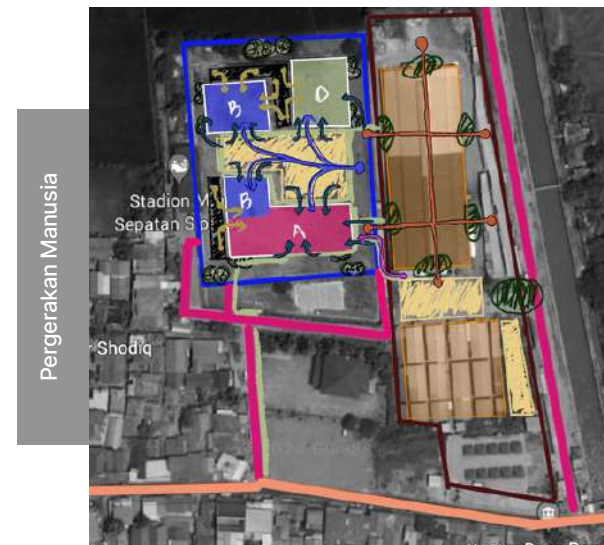 Pergerakan Manusia
B
D
B
A
Stadion M
Sepatan S
Shodiq